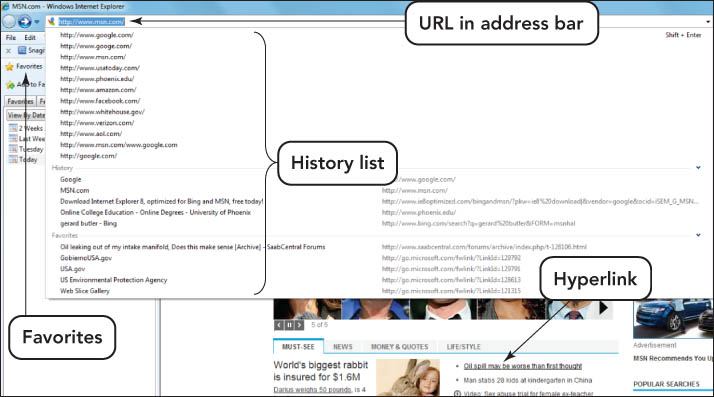 MSN.com - Windows Internet Explorer
URL in address bar
http://www.msn.com/
File Edit
Shift + Enter
Snagit
Favorites
Add to Fa
Favorites Fe
View By Date
2 Weeks
Last Wee
Tuesday
Today
http://www.google.com/
http://www.googe.com/
http://www.msn.com/
http://www.usatoday.com/
http://www.phoenix.edu/
http://www.amazon.com/
http://www.facebook.com/
http://www.whitehouse.gov/
http://www.verizon.com/
http://www.aol.com/
http://www.msn.com/www.google.com
http://google.com/
History list
History
Google http://www.google.com/
MSN.com http://www.msn.com/
Download Internet Explorer 8, optimized for Bing and MSN, free today! http://www.ie8optimized.com/bingandmsn/?pkw=ie8%20download&vendor=google&ocid=iSEM_G_MSN...
Online College Education - Online Degrees - University of Phoenix http://www.phoenix.edu/
gerard butler - Bing http://www.bing.com/search?q=gerard%20butler&FORM=msnhal
Favorites
Oil leaking out of my intake manifold, Does this make sense [Archive] - SaabCentral Forums http://www.saabcentral.com/forums/archive/index.php/t-128106.html
GobiernoUSA.gov http://go.microsoft.com/fwlink/?LinkId=129792
USA.gov http://go.microsoft.com/fwlink/?LinkId=129791
US Environmental Protection Agency http://go.microsoft.com/fwlink/?LinkId=128613
Web Slice Gallery http://go.microsoft.com/fwlink/?LinkId=121315
Hyperlink
Favorites
5 of 5
MUST-SEE NEWS MONEY & QUOTES LIFE/STYLE
World's biggest rabbit
is insured for $1.6M
Darius weighs 50 pounds, is 4
Oil spill may be worse than first thought
Man stabs 28 kids at kindergarten in China
Video: Sex abuse trial for female ex-teacher
Advertisement
MSN Recommends You Up
POPULAR SEARCHES